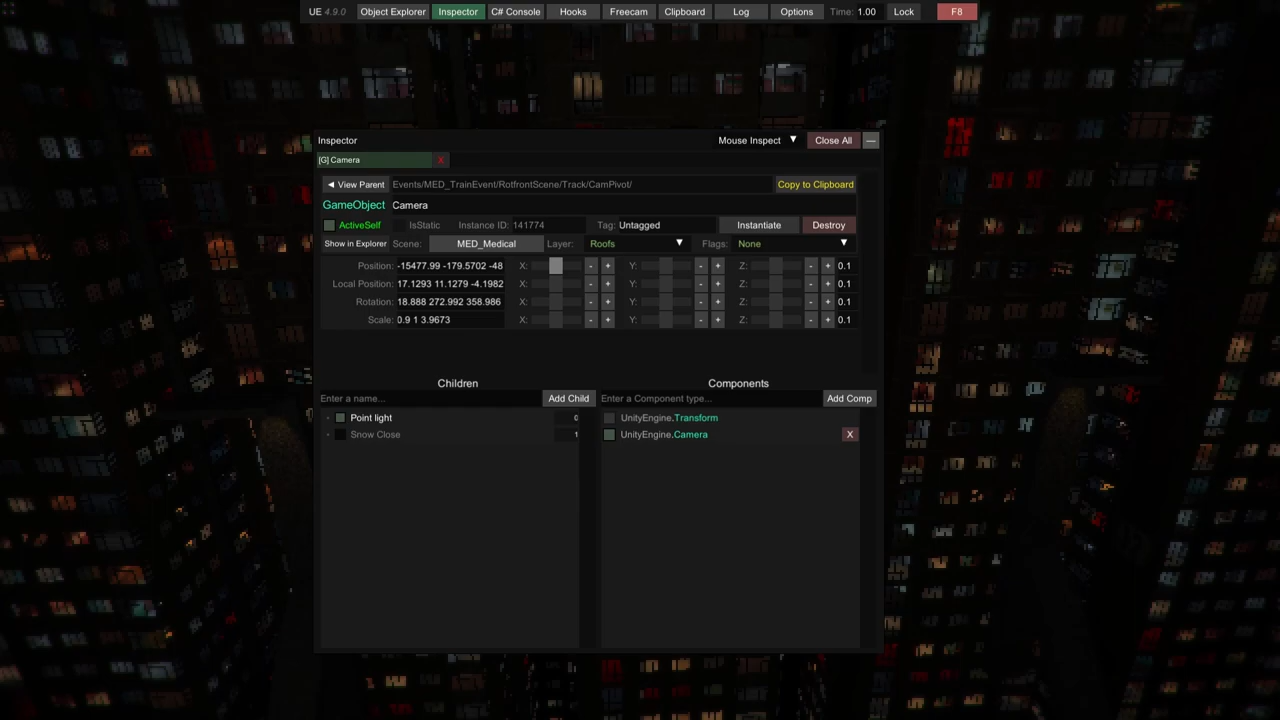 UE 4.9.0 Object Explorer Inspector C# Console Hooks Freecam Clipboard Log Options Time: 1.00 Lock F8
Inspector Mouse Inspect ▼ Close All —
[G] Camera X
◄ View Parent Events/MED_TrainEvent/RotfrontScene/Track/CamPivot/ Copy to Clipboard
GameObject Camera
ActiveSelf IsStatic Instance ID: 141774 Tag: Untagged Instantiate Destroy
Show in Explorer Scene: MED_Medical Layer: Roofs ▼ Flags: None ▼
Position: -15477.99 -179.5702 -48 X: - + Y: - + Z: - + 0.1
Local Position: 17.1293 11.1279 -4.1982 X: - + Y: - + Z: - + 0.1
Rotation: 18.888 272.992 358.986 X: - + Y: - + Z: - + 0.1
Scale: 0.9 1 3.9673 X: - + Y: - + Z: - + 0.1
Children Components
Enter a name... Add Child Enter a Component type... Add Comp
Point light 0 UnityEngine.Transform
Snow Close 1 UnityEngine.Camera X